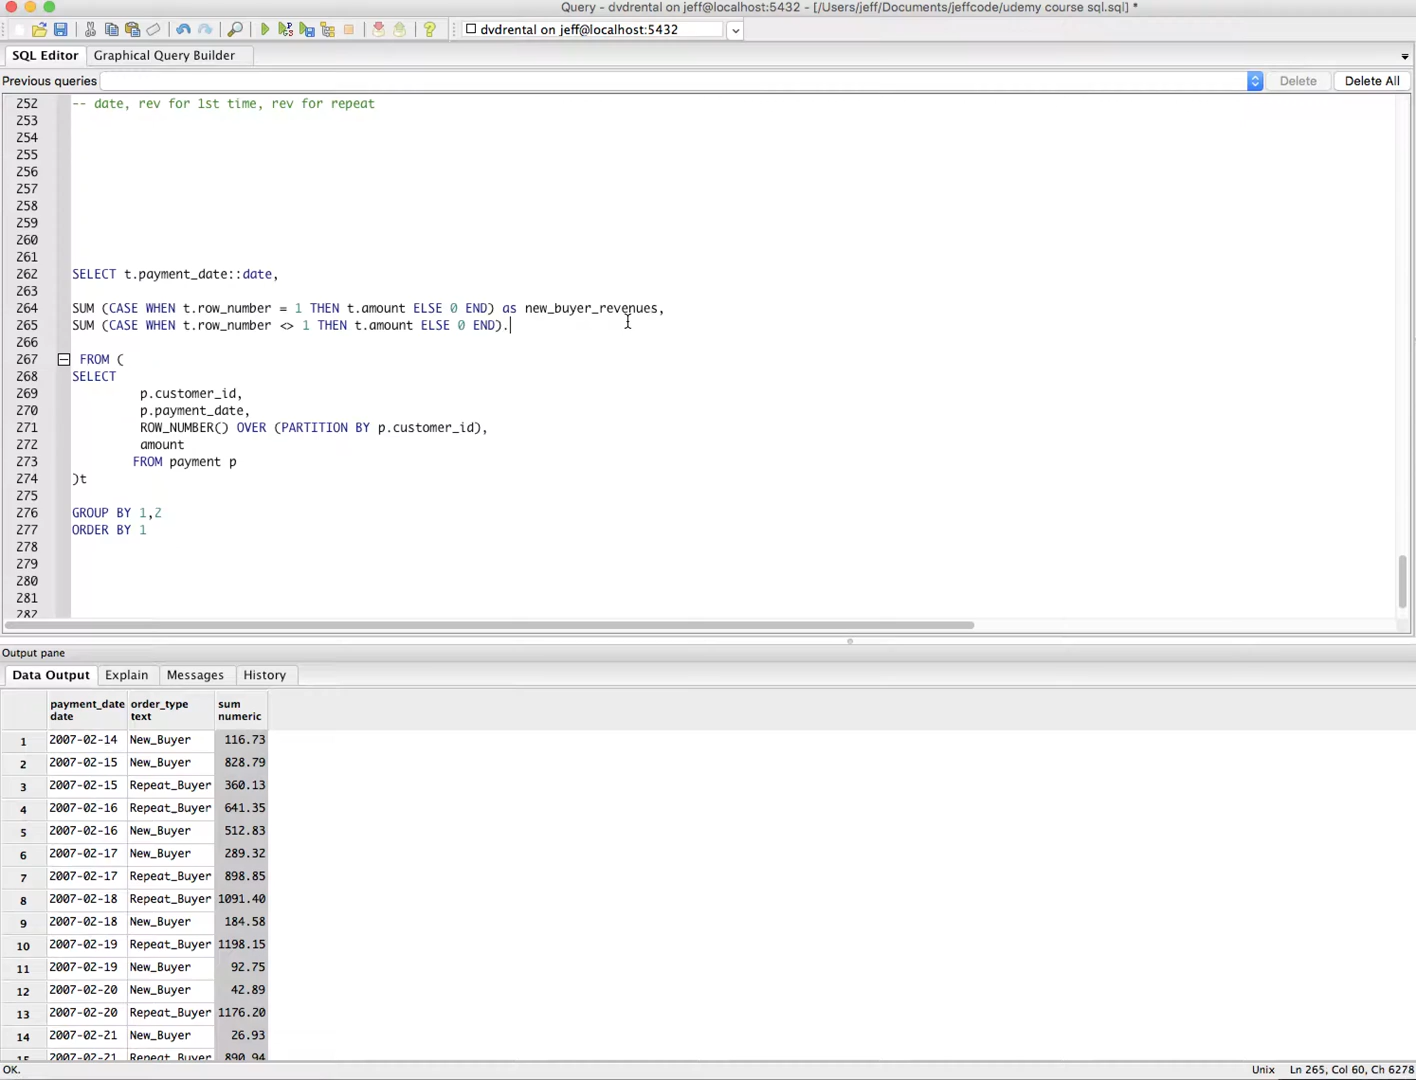 Query - dvdrental on jeff@localhost:5432 - [/Users/jeff/Documents/jeffcode/udemy course sql.sql] *
dvdrental on jeff@localhost:5432
SQL Editor Graphical Query Builder
Previous queries Delete Delete All
252 -- date, rev for 1st time, rev for repeat
253
254
255
256
257
258
259
260
261
262 SELECT t.payment_date::date,
263
264 SUM (CASE WHEN t.row_number = 1 THEN t.amount ELSE 0 END) as new_buyer_revenues,
265 SUM (CASE WHEN t.row_number <> 1 THEN t.amount ELSE 0 END).
266
267 FROM (
268 SELECT
269 p.customer_id,
270 p.payment_date,
271 ROW_NUMBER() OVER (PARTITION BY p.customer_id),
272 amount
273 FROM payment p
274 )t
275
276 GROUP BY 1,2
277 ORDER BY 1
278
279
280
281
282
Output pane
Data Output Explain Messages History
payment_date order_type sum
date text numeric
1 2007-02-14 New_Buyer 116.73
2 2007-02-15 New_Buyer 828.79
3 2007-02-15 Repeat_Buyer 360.13
4 2007-02-16 Repeat_Buyer 641.35
5 2007-02-16 New_Buyer 512.83
6 2007-02-17 New_Buyer 289.32
7 2007-02-17 Repeat_Buyer 898.85
8 2007-02-18 Repeat_Buyer 1091.40
9 2007-02-18 New_Buyer 184.58
10 2007-02-19 Repeat_Buyer 1198.15
11 2007-02-19 New_Buyer 92.75
12 2007-02-20 New_Buyer 42.89
13 2007-02-20 Repeat_Buyer 1176.20
14 2007-02-21 New_Buyer 26.93
15 2007-02-21 Repeat_Buyer 890.94
OK. Unix Ln 265, Col 60, Ch 6278